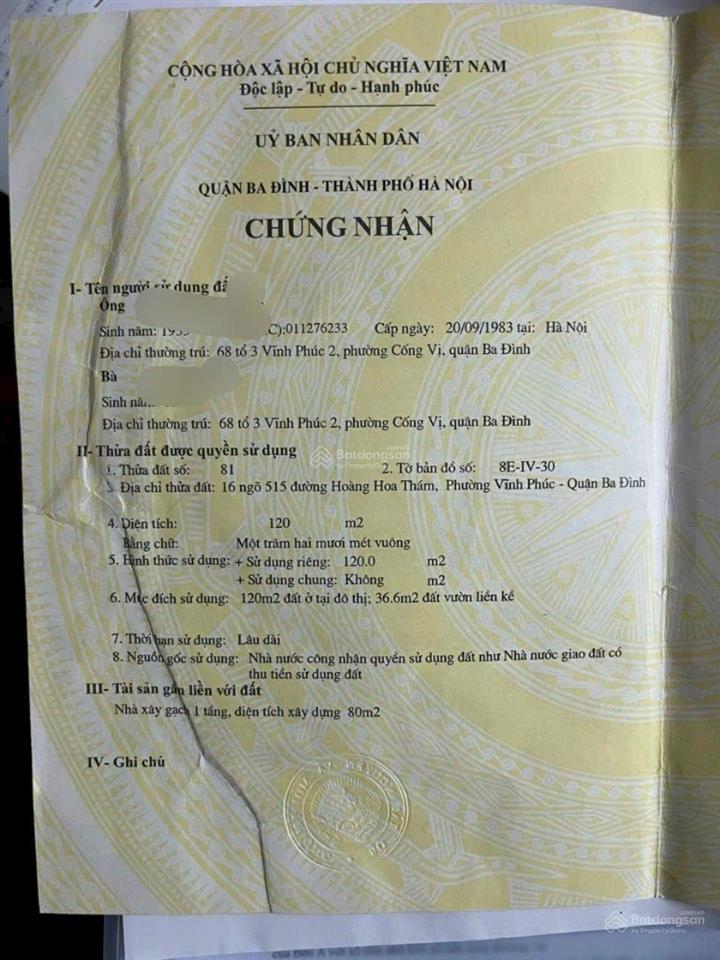 CỘNG HÒA XÃ HỘI CHỦ NGHĨA VIỆT NAM
Độc lập - Tự do - Hạnh phúc
UỶ BAN NHÂN DÂN
QUẬN BA ĐÌNH - THÀNH PHỐ HÀ NỘI
CHỨNG NHẬN
I- Tên người sử dụng
Ông
Sinh năm: C):011276233 Cấp ngày: 20/09/1983 tại: Hà Nội
Địa chỉ thường trú: 68 tổ 3 Vĩnh Phúc 2, phường Cống Vị, quận Ba Đình
Bà
Sinh
Địa chỉ thường trú: 68 tổ 3 Vĩnh Phúc 2, phường Cống Vị, quận Ba Đình
II- Thửa đất được quyền sử dụng
1. Thửa đất số: 81 2. Tờ bản đồ số: 8E-IV-30
3. Địa chỉ thửa đất: 16 ngõ 515 đường Hoàng Hoa Thám, Phường Vĩnh Phúc - Quận Ba Đình
4. Diện tích: 120 m2
Bằng chữ: Một trăm hai mươi mét vuông
5. Hình thức sử dụng: + Sử dụng riêng: 120.0 m2
+ Sử dụng chung: Không m2
6. Mục đích sử dụng: 120m2 đất ở tại đô thị; 36.6m2 đất vườn liền kề
7. Thời hạn sử dụng: Lâu dài
8. Nguồn gốc sử dụng: Nhà nước công nhận quyền sử dụng đất như Nhà nước giao đất có
thu tiền sử dụng đất
III- Tài sản gắn liền với đất
Nhà xây gạch 1 tầng, diện tích xây dựng 80m2
IV- Ghi chú
Batdongsan
by PropertyGuru
Batdongsan
by PropertyGuru